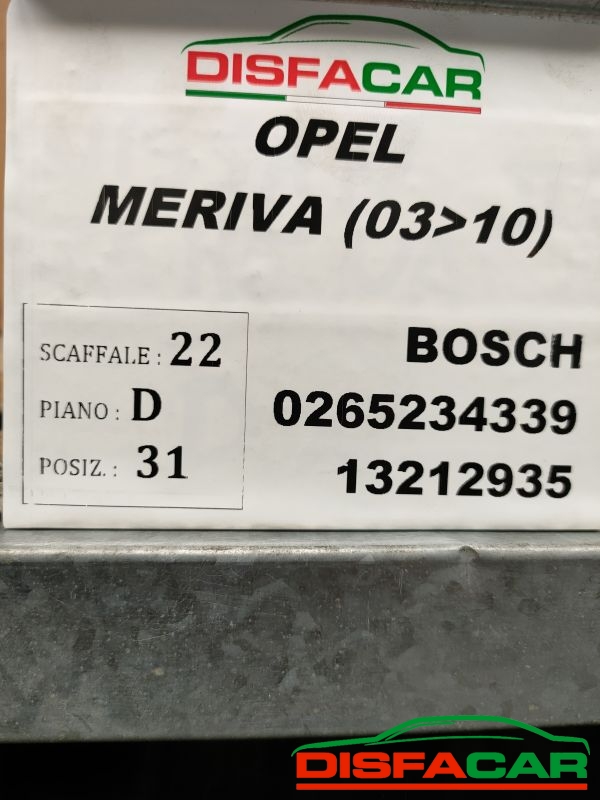 DISFACAR
OPEL
MERIVA (03>10)
SCAFFALE : 22
PIANO : D
POSIZ. : 31
BOSCH
0265234339
13212935
DISFACAR